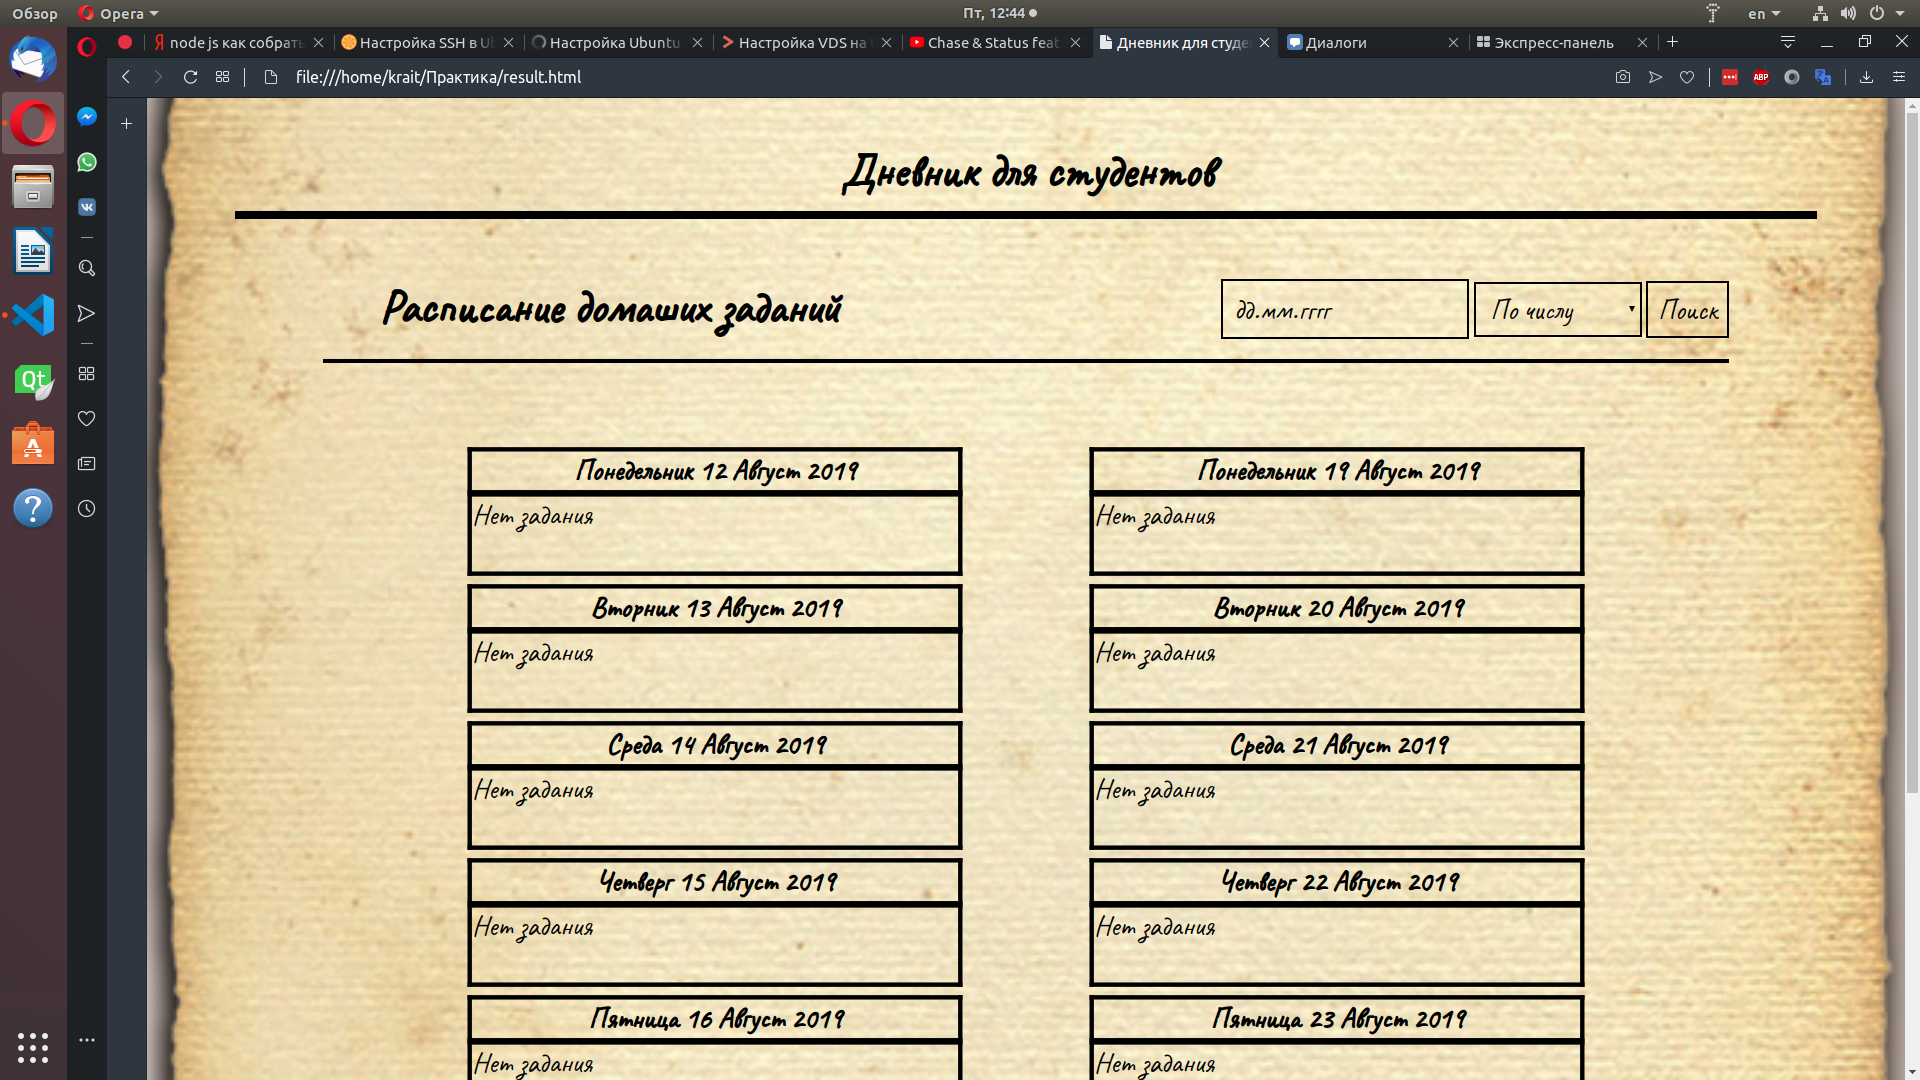 Обзор
Opera
Пт, 12:44
en
node js как собрать
Настройка SSH в Ub
Настройка Ubuntu
Настройка VDS на
Chase & Status feat.
Дневник для студе
Диалоги
Экспресс-панель
file:///home/krait/Практика/result.html
ABP
Дневник для студентов
Расписание домаших заданий
дд.мм.гггг
По числу
Поиск
Понедельник 12 Август 2019
Нет задания
Вторник 13 Август 2019
Нет задания
Среда 14 Август 2019
Нет задания
Четверг 15 Август 2019
Нет задания
Пятница 16 Август 2019
Нет задания
Понедельник 19 Август 2019
Нет задания
Вторник 20 Август 2019
Нет задания
Среда 21 Август 2019
Нет задания
Четверг 22 Август 2019
Нет задания
Пятница 23 Август 2019
Нет задания
Qt